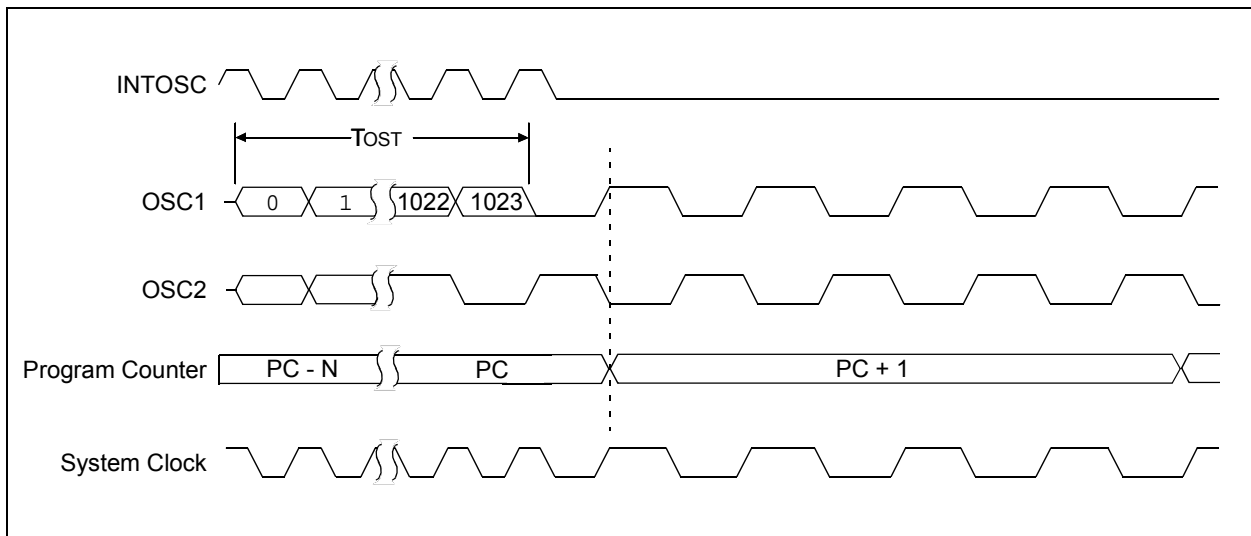 INTOSC
TOST
OSC1
0 1 1022 1023
OSC2
Program Counter
PC - N PC PC + 1
System Clock